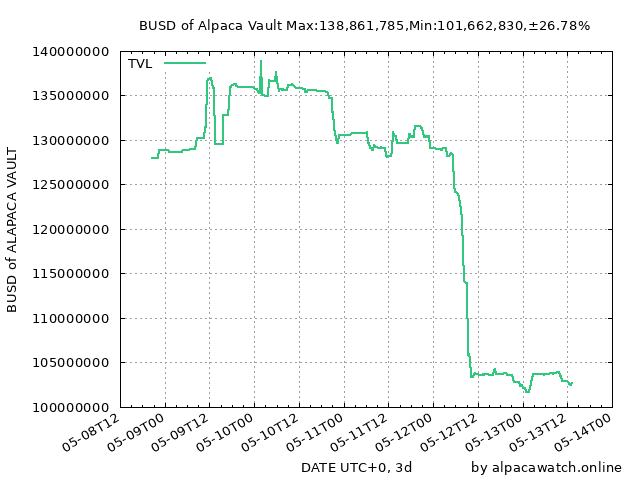 BUSD of Alpaca Vault Max:138,861,785,Min:101,662,830,±26.78%
TVL
140000000
135000000
130000000
125000000
120000000
115000000
110000000
105000000
100000000
BUSD of ALAPACA VAULT
05-08T12
05-09T00
05-09T12
05-10T00
05-10T12
05-11T00
05-11T12
05-12T00
05-12T12
05-13T00
05-13T12
05-14T00
DATE UTC+0, 3d
by alpacawatch.online